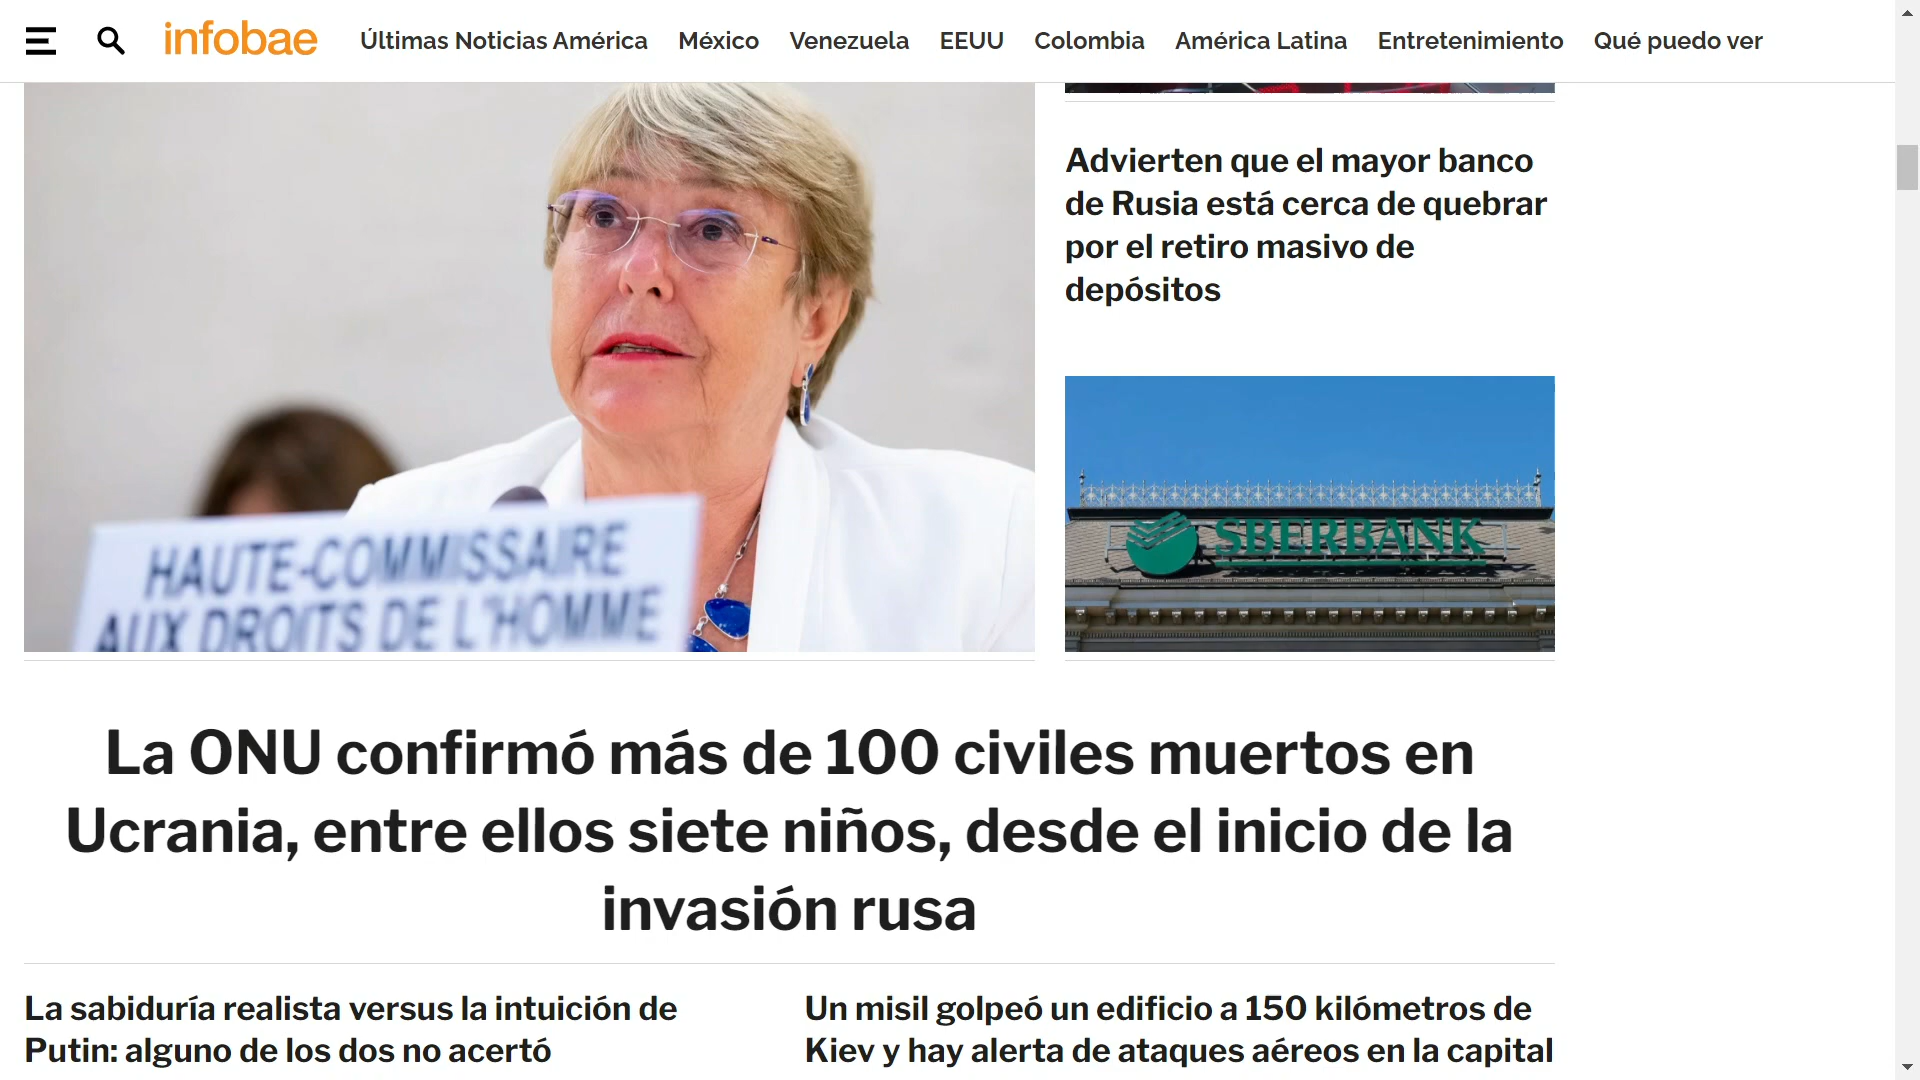 infobae
Últimas Noticias América
México
Venezuela
EEUU
Colombia
América Latina
Entretenimiento
Qué puedo ver
HAUTE-COMMISSAIRE
AUX DROITS DE L'HOMME
Advierten que el mayor banco
de Rusia está cerca de quebrar
por el retiro masivo de
depósitos
SBERBANK
La ONU confirmó más de 100 civiles muertos en
Ucrania, entre ellos siete niños, desde el inicio de la
invasión rusa
La sabiduría realista versus la intuición de
Putin: alguno de los dos no acertó
Un misil golpeó un edificio a 150 kilómetros de
Kiev y hay alerta de ataques aéreos en la capital